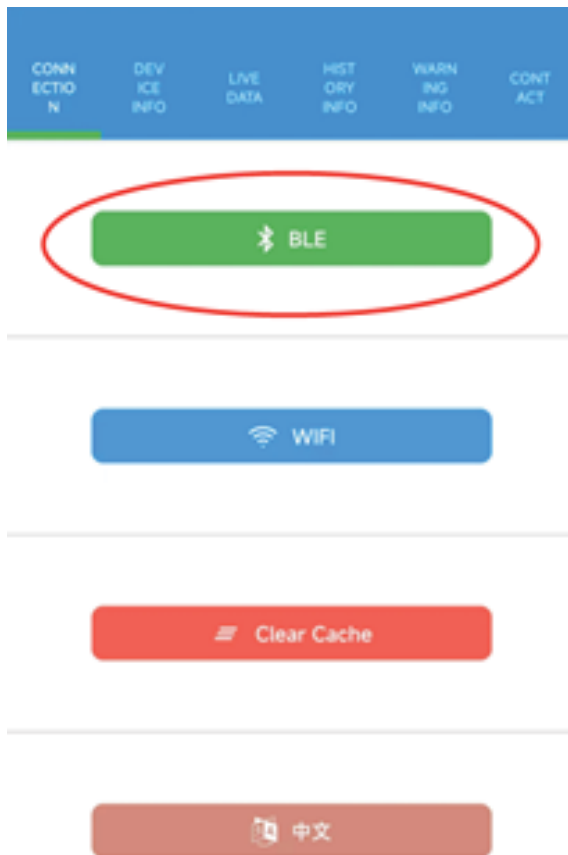 CONN
ECTIO
N
DEV
ICE
INFO
LIVE
DATA
HIST
ORY
INFO
WARN
ING
INFO
CONT
ACT
BLE
WIFI
Clear Cache
中文